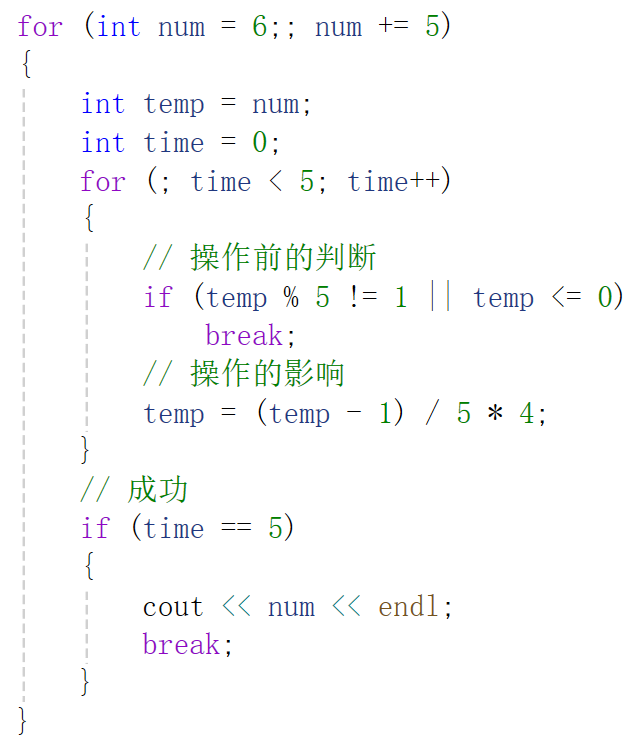 for (int num = 6;; num += 5)
{
    int temp = num;
    int time = 0;
    for (; time < 5; time++)
    {
        // 操作前的判断
        if (temp % 5 != 1 || temp <= 0)
            break;
        // 操作的影响
        temp = (temp - 1) / 5 * 4;
    }
    // 成功
    if (time == 5)
    {
        cout << num << endl;
        break;
    }
}